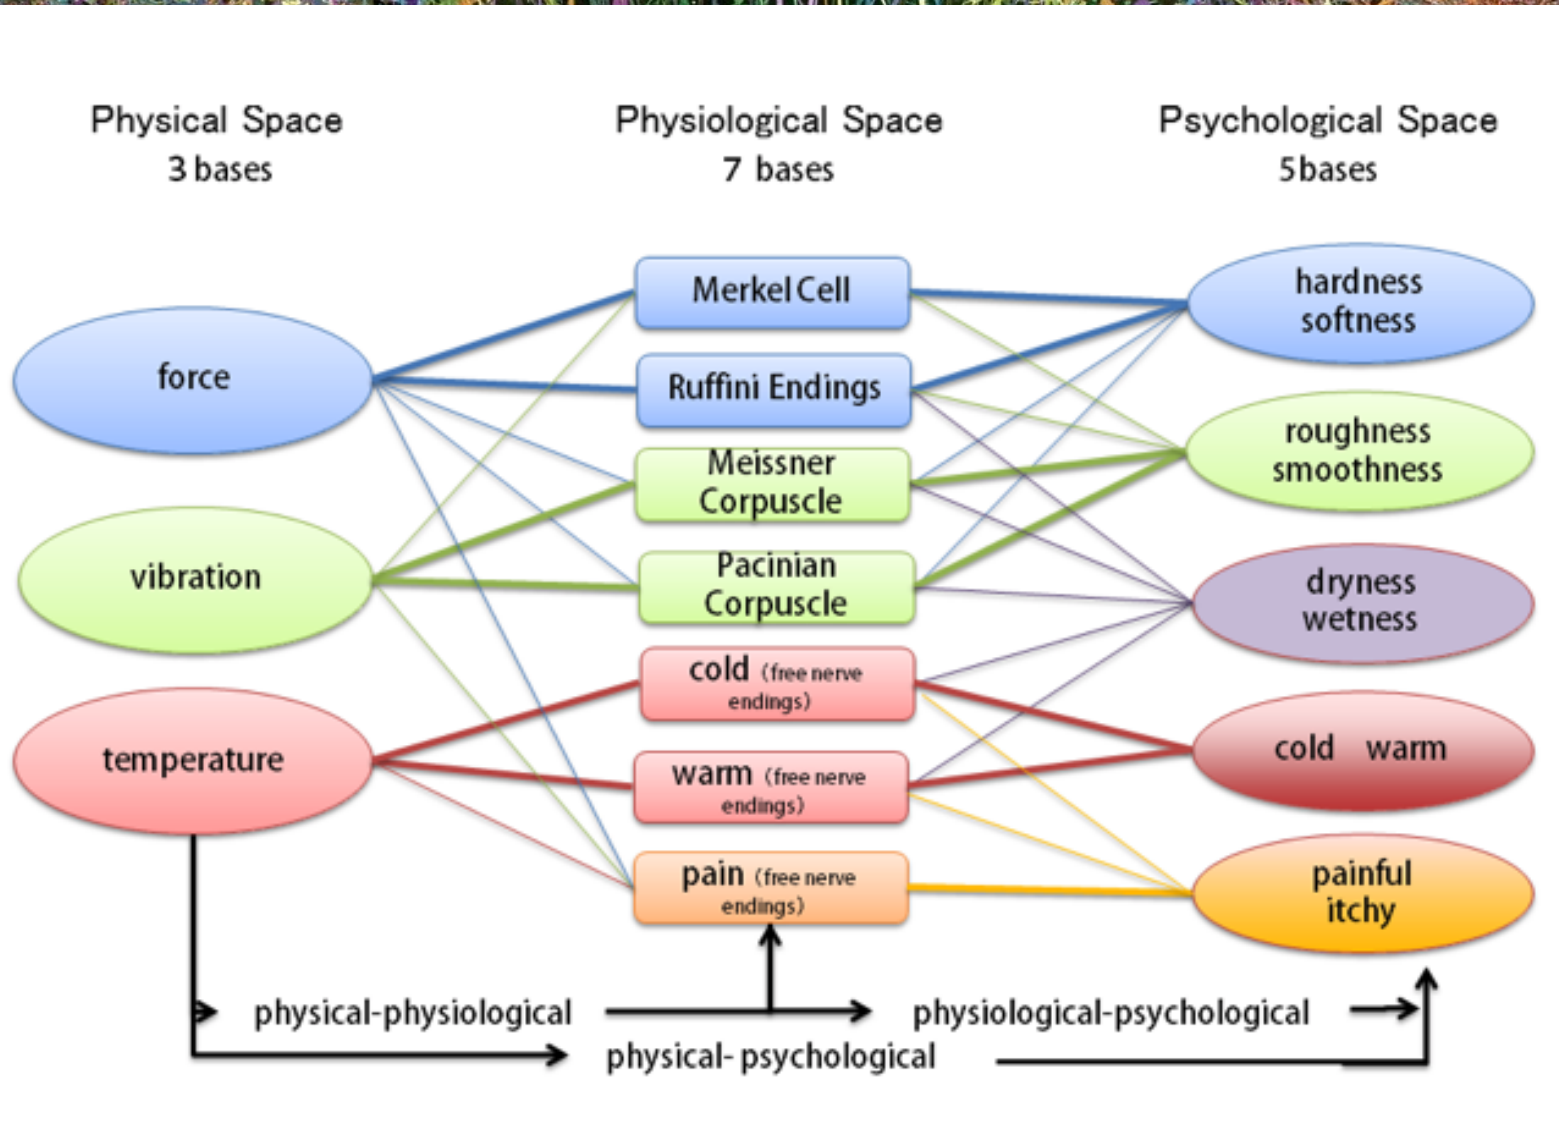 Physical Space
3 bases
Physiological Space
7 bases
Psychological Space
5bases
force
vibration
temperature
Merkel Cell
Ruffini Endings
Meissner
Corpuscle
Pacinian
Corpuscle
cold (free nerve
endings)
warm (free nerve
endings)
pain (free nerve
endings)
hardness
softness
roughness
smoothness
dryness
wetness
cold warm
painful
itchy
physical-physiological
physiological-psychological
physical- psychological